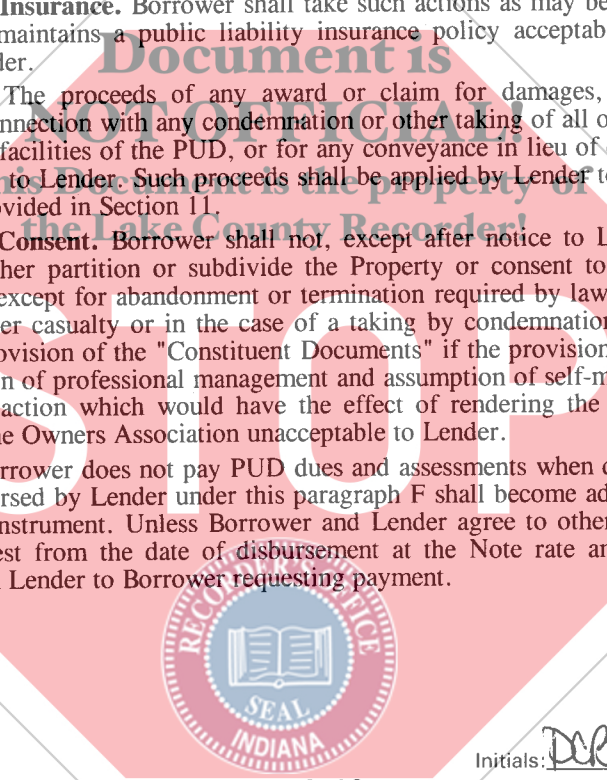 Insurance. Borrower shall take such actions as may be
maintains a public liability insurance policy acceptab
der.
Document is
The proceeds of any award or claim for damages,
NOT OFFICIAL!
nnection with any condemnation or other taking of all o
facilities of the PUD, or for any conveyance in lieu of
his Document is the property of
to Lender. Such proceeds shall be applied by Lender to
ovided in Section 11.
the Lake County Recorder!
Consent. Borrower shall not, except after notice to L
her partition or subdivide the Property or consent to
except for abandonment or termination required by law
er casualty or in the case of a taking by condemnation
ovision of the "Constituent Documents" if the provision
n of professional management and assumption of self-m
action which would have the effect of rendering the
he Owners Association unacceptable to Lender.
STOP
rrower does not pay PUD dues and assessments when d
rsed by Lender under this paragraph F shall become ad
nstrument. Unless Borrower and Lender agree to other
est from the date of disbursement at the Note rate an
Lender to Borrower requesting payment.
RECORDER'S OFFICE
SEAL
INDIANA
Initials: DCR